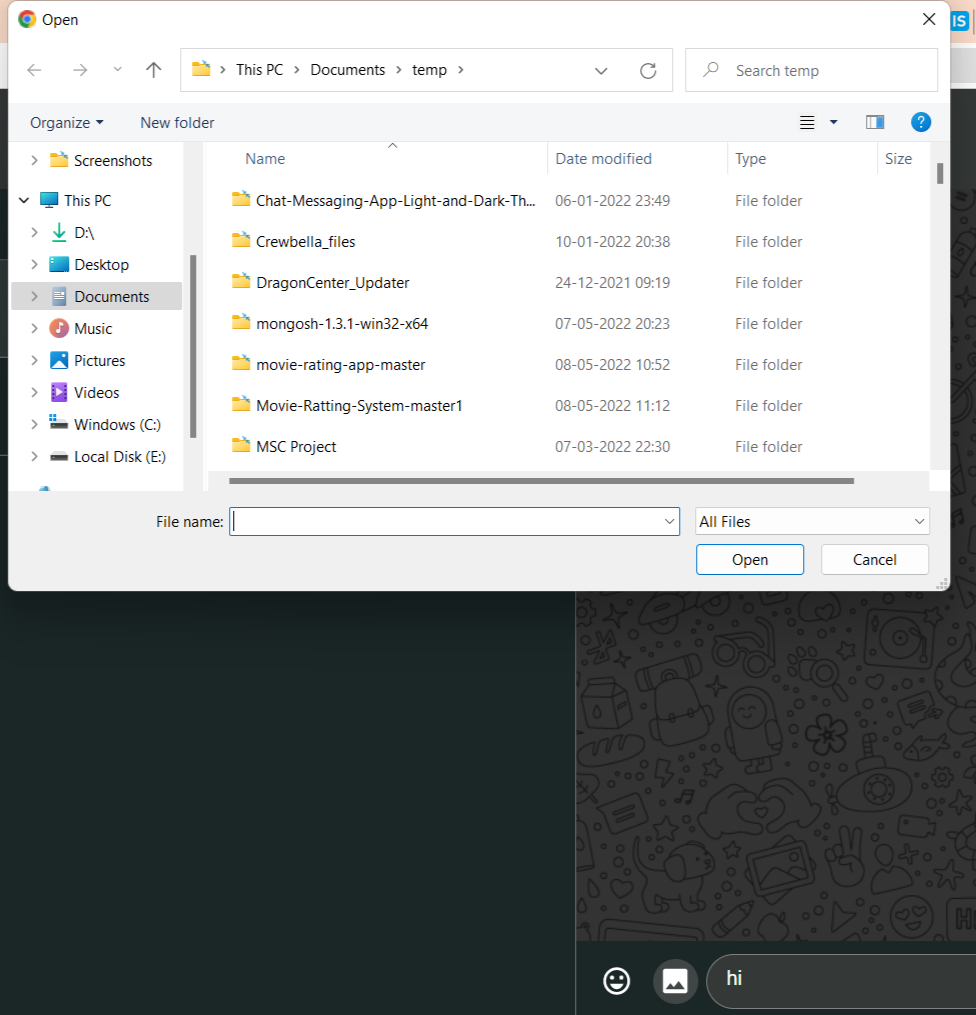 Open
IS
This PC > Documents > temp >
Search temp
Organize
New folder
?
Name Date modified Type Size
Screenshots
This PC
D:\
Desktop
Documents
Music
Pictures
Videos
Windows (C:)
Local Disk (E:)
Chat-Messaging-App-Light-and-Dark-Th... 06-01-2022 23:49 File folder
Crewbella_files 10-01-2022 20:38 File folder
DragonCenter_Updater 24-12-2021 09:19 File folder
mongosh-1.3.1-win32-x64 07-05-2022 20:23 File folder
movie-rating-app-master 08-05-2022 10:52 File folder
Movie-Ratting-System-master1 08-05-2022 11:12 File folder
MSC Project 07-03-2022 22:30 File folder
File name:
All Files
Open
Cancel
hi